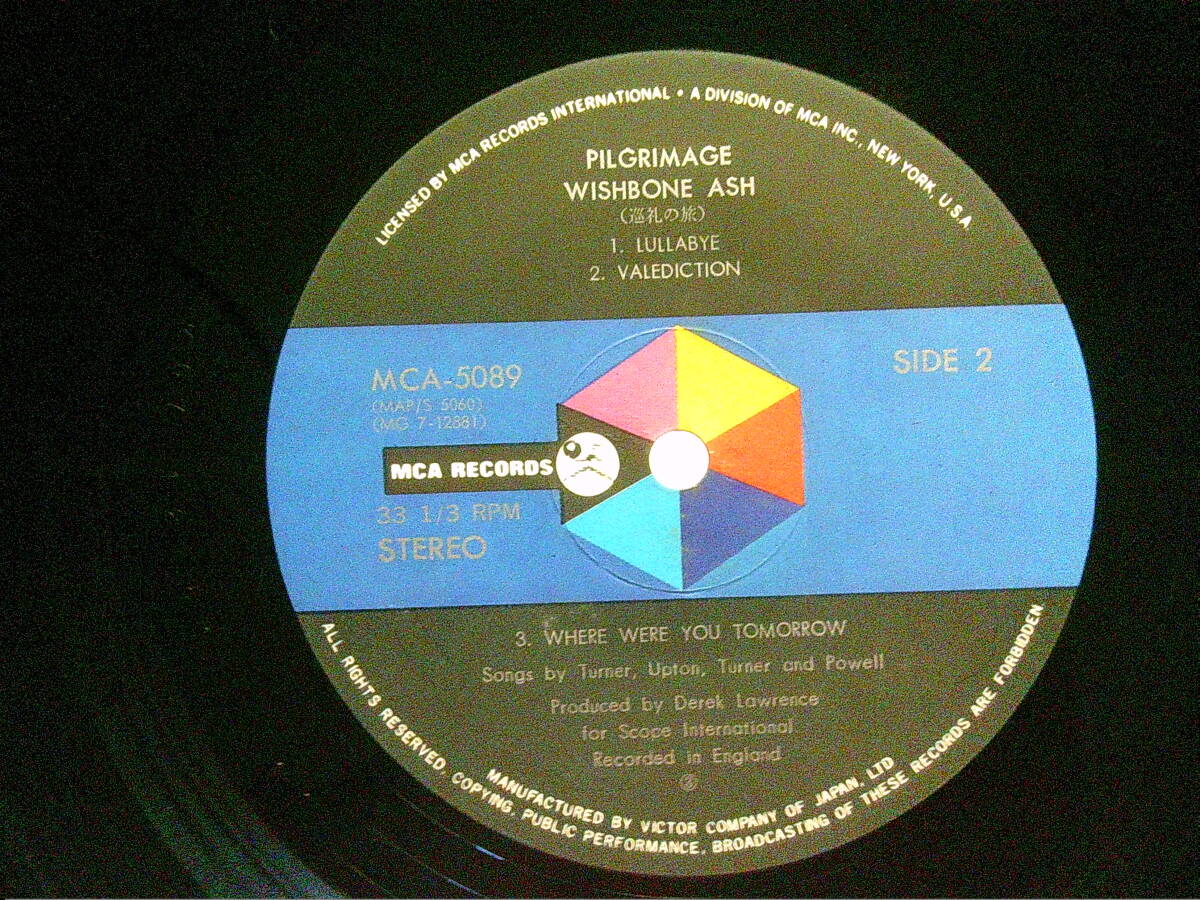 LICENSED BY MCA RECORDS INTERNATIONAL • A DIVISION OF MCA INC., NEW YORK, U.S.A.
PILGRIMAGE
WISHBONE ASH
(巡礼の旅)
1. LULLABYE
2. VALEDICTION
SIDE 2
MCA-5089
(MAP/S 5060)
(MG 7-12881)
MCA RECORDS
33 1/3 RPM
STEREO
3. WHERE WERE YOU TOMORROW
Songs by Turner, Upton, Turner and Powell
Produced by Derek Lawrence
for Scope International
Recorded in England
MANUFACTURED BY VICTOR COMPANY OF JAPAN, LTD
ALL RIGHTS RESERVED. COPYING, PUBLIC PERFORMANCE, BROADCASTING OF THESE RECORDS ARE FORBIDDEN